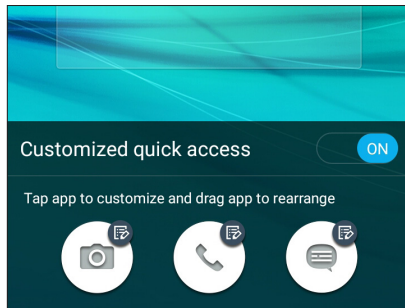 Customized quick access
ON
Tap app to customize and drag app to rearrange